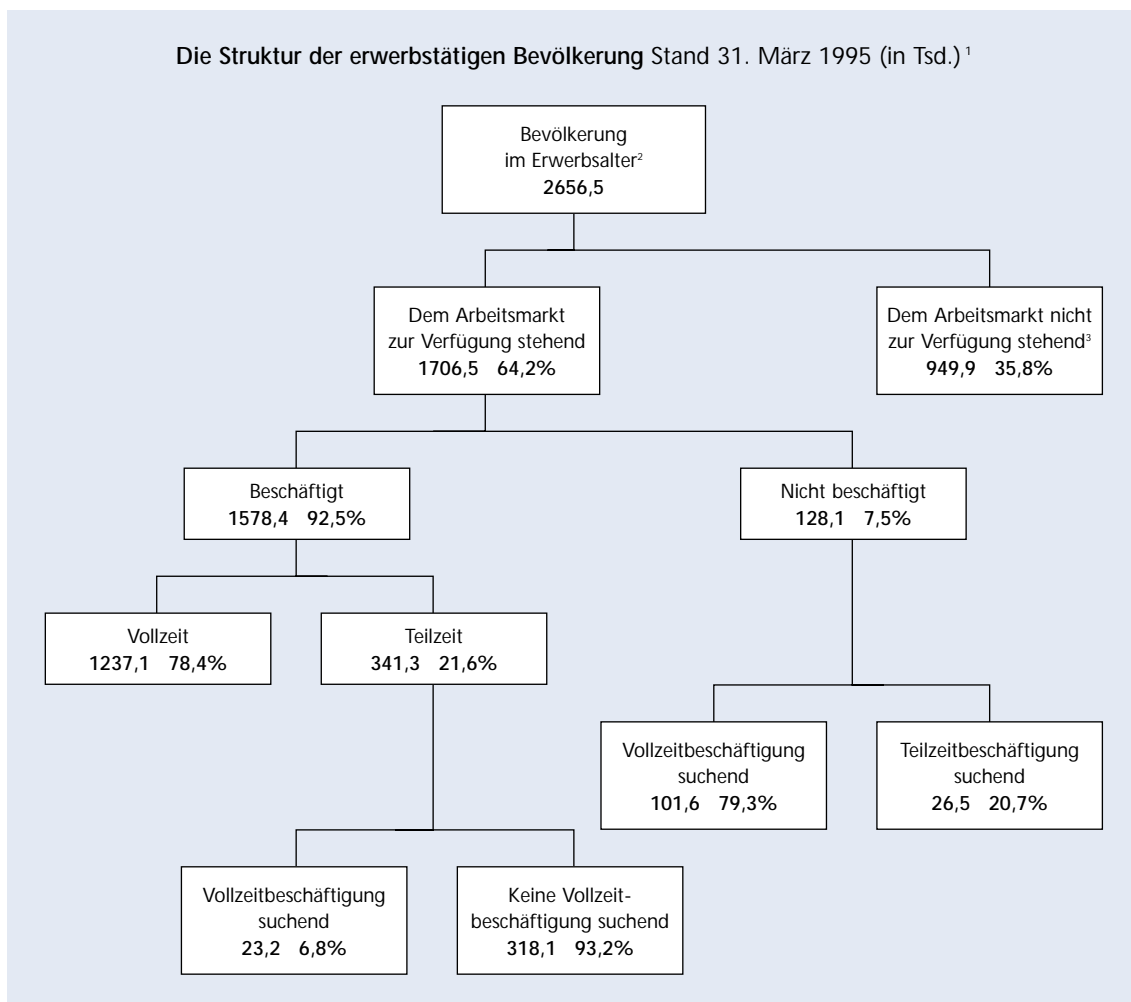 Die Struktur der erwerbstätigen Bevölkerung Stand 31. März 1995 (in Tsd.) ¹
Bevölkerung
im Erwerbsalter²
2656,5
Dem Arbeitsmarkt
zur Verfügung stehend
1706,5 64,2%
Dem Arbeitsmarkt nicht
zur Verfügung stehend³
949,9 35,8%
Beschäftigt
1578,4 92,5%
Nicht beschäftigt
128,1 7,5%
Vollzeit
1237,1 78,4%
Teilzeit
341,3 21,6%
Vollzeitbeschäftigung
suchend
101,6 79,3%
Teilzeitbeschäftigung
suchend
26,5 20,7%
Vollzeitbeschäftigung
suchend
23,2 6,8%
Keine Vollzeit-
beschäftigung suchend
318,1 93,2%